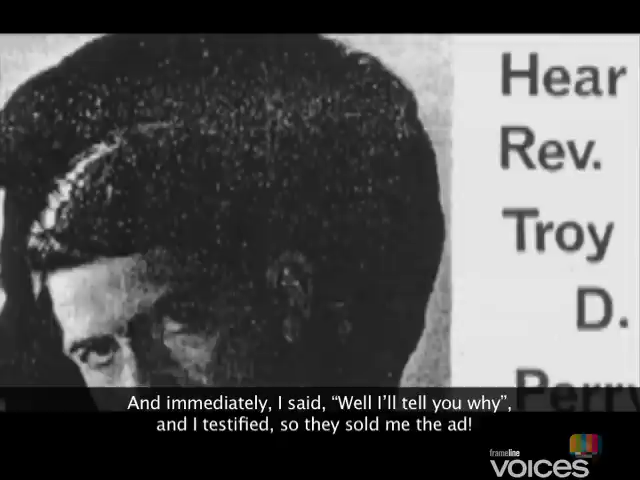 Hear
Rev.
Troy
D.
Perry
And immediately, I said, “Well I’ll tell you why”,
and I testified, so they sold me the ad!
frameline
VOICES